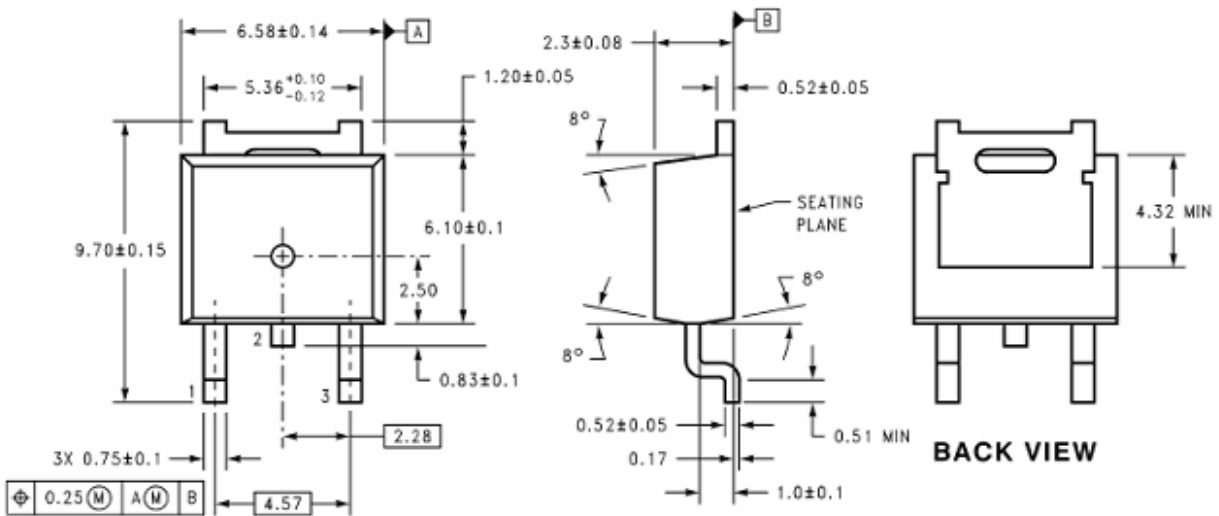 6.58±0.14
A
5.36 +0.10 -0.12
1.20±0.05
9.70±0.15
6.10±0.1
2.50
2
0.83±0.1
1
3
2.28
3X 0.75±0.1
⌖ 0.25 Ⓜ A Ⓜ B
4.57
B
2.3±0.08
0.52±0.05
8°
SEATING
PLANE
8°
8°
0.52±0.05
0.51 MIN
0.17
1.0±0.1
4.32 MIN
BACK VIEW